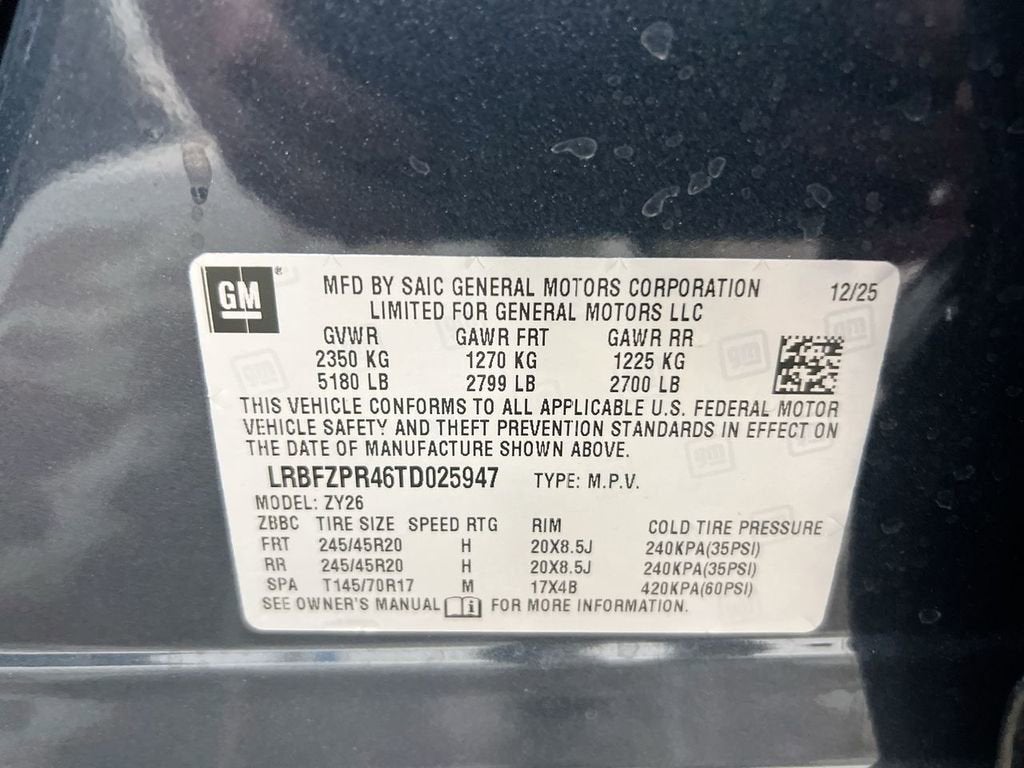 GM
MFD BY SAIC GENERAL MOTORS CORPORATION 12/25
LIMITED FOR GENERAL MOTORS LLC
GVWR GAWR FRT GAWR RR
2350 KG 1270 KG 1225 KG
5180 LB 2799 LB 2700 LB
THIS VEHICLE CONFORMS TO ALL APPLICABLE U.S. FEDERAL MOTOR
VEHICLE SAFETY AND THEFT PREVENTION STANDARDS IN EFFECT ON
THE DATE OF MANUFACTURE SHOWN ABOVE.
LRBFZPR46TD025947 TYPE: M.P.V.
MODEL: ZY26
ZBBC TIRE SIZE SPEED RTG RIM COLD TIRE PRESSURE
FRT 245/45R20 H 20X8.5J 240KPA(35PSI)
RR 245/45R20 H 20X8.5J 240KPA(35PSI)
SPA T145/70R17 M 17X4B 420KPA(60PSI)
SEE OWNER'S MANUAL i FOR MORE INFORMATION.